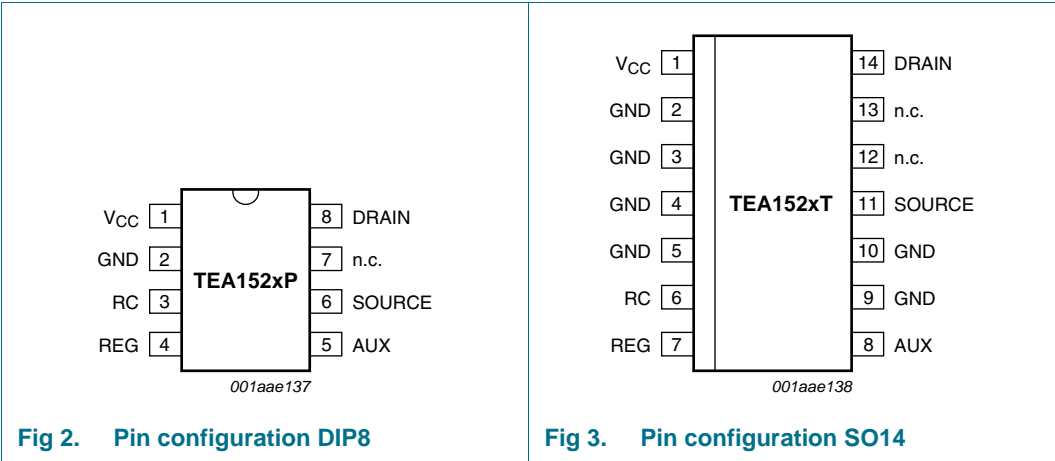 VCC 1
8 DRAIN
GND 2
7 n.c.
TEA152xP
RC 3
6 SOURCE
REG 4
5 AUX
001aae137
Fig 2. Pin configuration DIP8
VCC 1
14 DRAIN
GND 2
13 n.c.
GND 3
12 n.c.
GND 4
TEA152xT
11 SOURCE
GND 5
10 GND
RC 6
9 GND
REG 7
8 AUX
001aae138
Fig 3. Pin configuration SO14